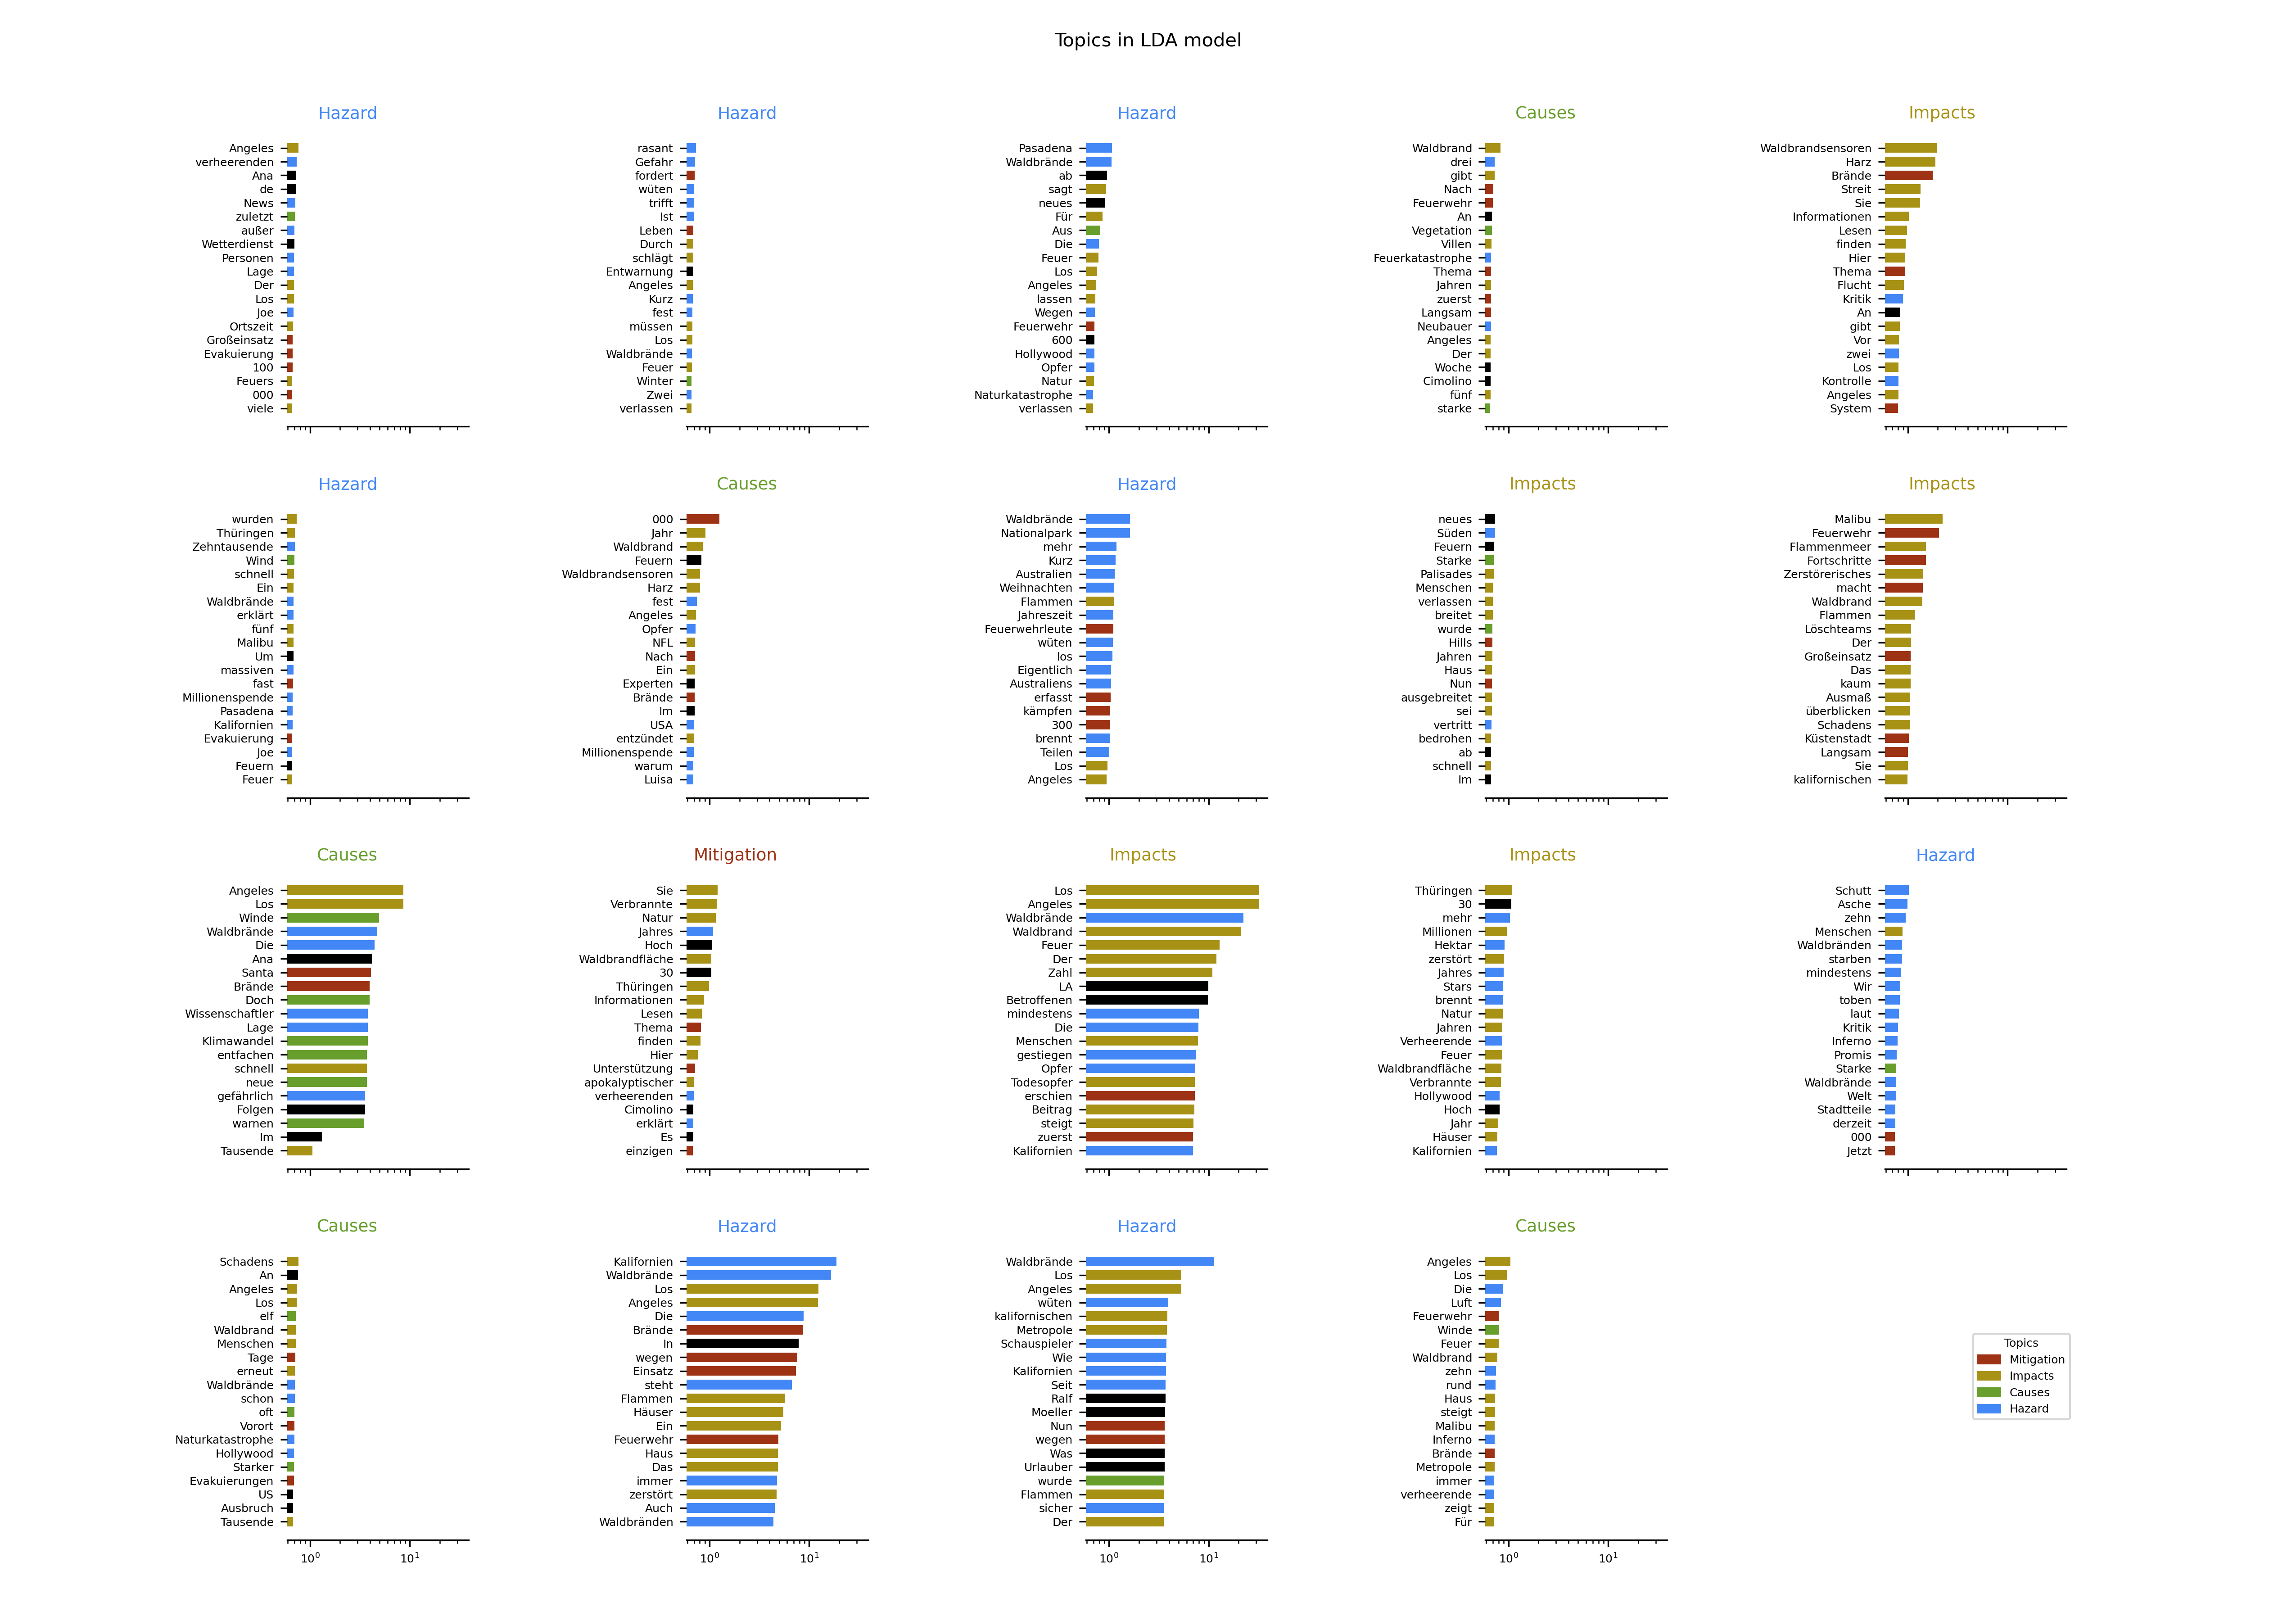 Topics in LDA model
Hazard
Angeles
verheerenden
Ana
de
News
zuletzt
außer
Wetterdienst
Personen
Lage
Der
Los
Joe
Ortszeit
Großeinsatz
Evakuierung
100
Feuers
000
viele
Hazard
rasant
Gefahr
fordert
wüten
trifft
Ist
Leben
Durch
schlägt
Entwarnung
Angeles
Kurz
fest
müssen
Los
Waldbrände
Feuer
Winter
Zwei
verlassen
Hazard
Pasadena
Waldbrände
ab
sagt
neues
Für
Aus
Die
Feuer
Los
Angeles
lassen
Wegen
Feuerwehr
600
Hollywood
Opfer
Natur
Naturkatastrophe
verlassen
Causes
Waldbrand
drei
gibt
Nach
Feuerwehr
An
Vegetation
Villen
Feuerkatastrophe
Thema
Jahren
zuerst
Langsam
Neubauer
Angeles
Der
Woche
Cimolino
fünf
starke
Impacts
Waldbrandsensoren
Harz
Brände
Streit
Sie
Informationen
Lesen
finden
Hier
Thema
Flucht
Kritik
An
gibt
Vor
zwei
Los
Kontrolle
Angeles
System
Hazard
wurden
Thüringen
Zehntausende
Wind
schnell
Ein
Waldbrände
erklärt
fünf
Malibu
Um
massiven
fast
Millionenspende
Pasadena
Kalifornien
Evakuierung
Joe
Feuern
Feuer
Causes
000
Jahr
Waldbrand
Feuern
Waldbrandsensoren
Harz
fest
Angeles
Opfer
NFL
Nach
Ein
Experten
Brände
Im
USA
entzündet
Millionenspende
warum
Luisa
Hazard
Waldbrände
Nationalpark
mehr
Kurz
Australien
Weihnachten
Flammen
Jahreszeit
Feuerwehrleute
wüten
los
Eigentlich
Australiens
erfasst
kämpfen
300
brennt
Teilen
Los
Angeles
Impacts
neues
Süden
Feuern
Starke
Palisades
Menschen
verlassen
breitet
wurde
Hills
Jahren
Haus
Nun
ausgebreitet
sei
vertritt
bedrohen
ab
schnell
Im
Impacts
Malibu
Feuerwehr
Flammenmeer
Fortschritte
Zerstörerisches
macht
Waldbrand
Flammen
Löschteams
Der
Großeinsatz
Das
kaum
Ausmaß
überblicken
Schadens
Küstenstadt
Langsam
Sie
kalifornischen
Causes
Angeles
Los
Winde
Waldbrände
Die
Ana
Santa
Brände
Doch
Wissenschaftler
Lage
Klimawandel
entfachen
schnell
neue
gefährlich
Folgen
warnen
Im
Tausende
Mitigation
Sie
Verbrannte
Natur
Jahres
Hoch
Waldbrandfläche
30
Thüringen
Informationen
Lesen
Thema
finden
Hier
Unterstützung
apokalyptischer
verheerenden
Cimolino
erklärt
Es
einzigen
Impacts
Los
Angeles
Waldbrände
Waldbrand
Feuer
Der
Zahl
LA
Betroffenen
mindestens
Die
Menschen
gestiegen
Opfer
Todesopfer
erschien
Beitrag
steigt
zuerst
Kalifornien
Impacts
Thüringen
30
mehr
Millionen
Hektar
zerstört
Jahres
Stars
brennt
Natur
Jahren
Verheerende
Feuer
Waldbrandfläche
Verbrannte
Hollywood
Hoch
Jahr
Häuser
Kalifornien
Hazard
Schutt
Asche
zehn
Menschen
Waldbränden
starben
mindestens
Wir
toben
laut
Kritik
Inferno
Promis
Starke
Waldbrände
Welt
Stadtteile
derzeit
000
Jetzt
Causes
Schadens
An
Angeles
Los
elf
Waldbrand
Menschen
Tage
erneut
Waldbrände
schon
oft
Vorort
Naturkatastrophe
Hollywood
Starker
Evakuierungen
US
Ausbruch
Tausende
10⁰ 10¹
Hazard
Kalifornien
Waldbrände
Los
Angeles
Die
Brände
In
wegen
Einsatz
steht
Flammen
Häuser
Ein
Feuerwehr
Haus
Das
immer
zerstört
Auch
Waldbränden
10⁰ 10¹
Hazard
Waldbrände
Los
Angeles
wüten
kalifornischen
Metropole
Schauspieler
Wie
Kalifornien
Seit
Ralf
Moeller
Nun
wegen
Was
Urlauber
wurde
Flammen
sicher
Der
10⁰ 10¹
Causes
Angeles
Los
Die
Luft
Feuerwehr
Winde
Feuer
Waldbrand
zehn
rund
Haus
steigt
Malibu
Inferno
Brände
Metropole
immer
verheerende
zeigt
Für
10⁰ 10¹
Topics
Mitigation
Impacts
Causes
Hazard